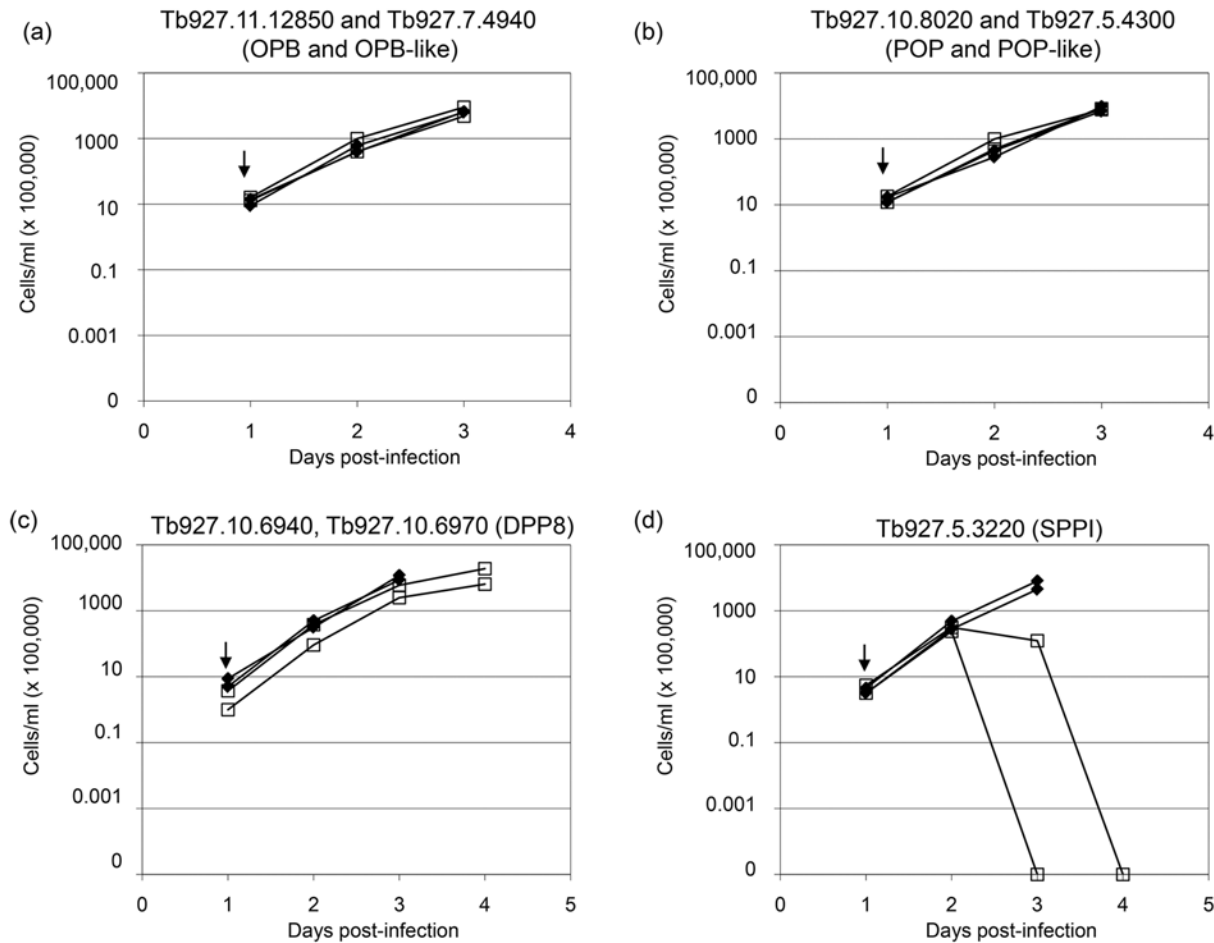 (a)
Tb927.11.12850 and Tb927.7.4940
(OPB and OPB-like)
100,000
1000
10
0.1
0.001
0
Cells/ml (x 100,000)
0 1 2 3 4
Days post-infection
(b)
Tb927.10.8020 and Tb927.5.4300
(POP and POP-like)
100,000
1000
10
0.1
0.001
0
Cells/ml (x 100,000)
0 1 2 3 4
Days post-infection
(c)
Tb927.10.6940, Tb927.10.6970 (DPP8)
100,000
1000
10
0.1
0.001
0
Cells/ml (x 100,000)
0 1 2 3 4 5
Days post-infection
(d)
Tb927.5.3220 (SPPI)
100,000
1000
10
0.1
0.001
0
Cells/ml (x 100,000)
0 1 2 3 4 5
Days post-infection